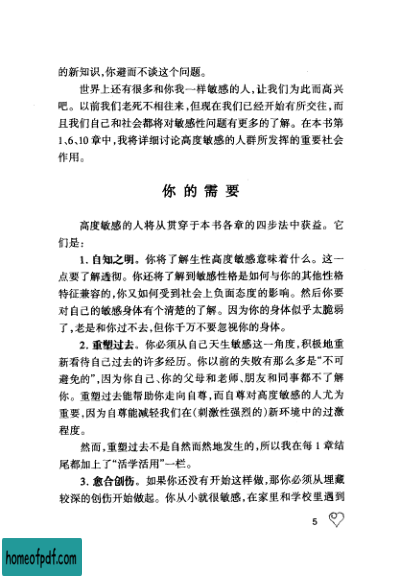 的新知识,你避而不谈这个问题。
世界上还有很多和你我一样敏感的人,让我们为此而高兴
吧。以前我们老死不相往来,但现在我们已经开始有所交往,而
且我们自己和社会都将对敏感性问题有更多的了解。在本书第
1、6、10 章中,我将详细讨论高度敏感的人群所发挥的重要社会
作用。
你 的 需 要
高度敏感的人将从贯穿于本书各章的四步法中获益。它
们是:
1. 自知之明。你将了解生性高度敏感意味着什么。这一
点要了解透彻。你还将了解到敏感性格是如何与你的其他性格
特征兼容的,你又如何受到社会上负面态度的影响。然后你要
对自己的敏感身体有个清楚的了解。因为你的身体似乎太脆弱
了,老是和你过不去,但你千万不要忽视你的身体。
2. 重塑过去。你必须从自己天生敏感这一角度,积极地重
新看待自己过去的许多经历。你以前的失败有那么多是“不可
避免的”,因为你自己、你的父母和老师、朋友和同事都不了解
你。重塑过去能帮助你走向自尊,而自尊对高度敏感的人尤为
重要,因为自尊能减轻我们在(刺激性强烈的)新环境中的过激
程度。
然而,重塑过去不是自然而然地发生的,所以我在每 1 章结
尾都加上了“活学活用”一栏。
3. 愈合创伤。如果你还没有开始这样做,那你必须从埋藏
较深的创伤开始做起。你从小就很敏感,在家里和学校里遇到
5
homeofpdf.com